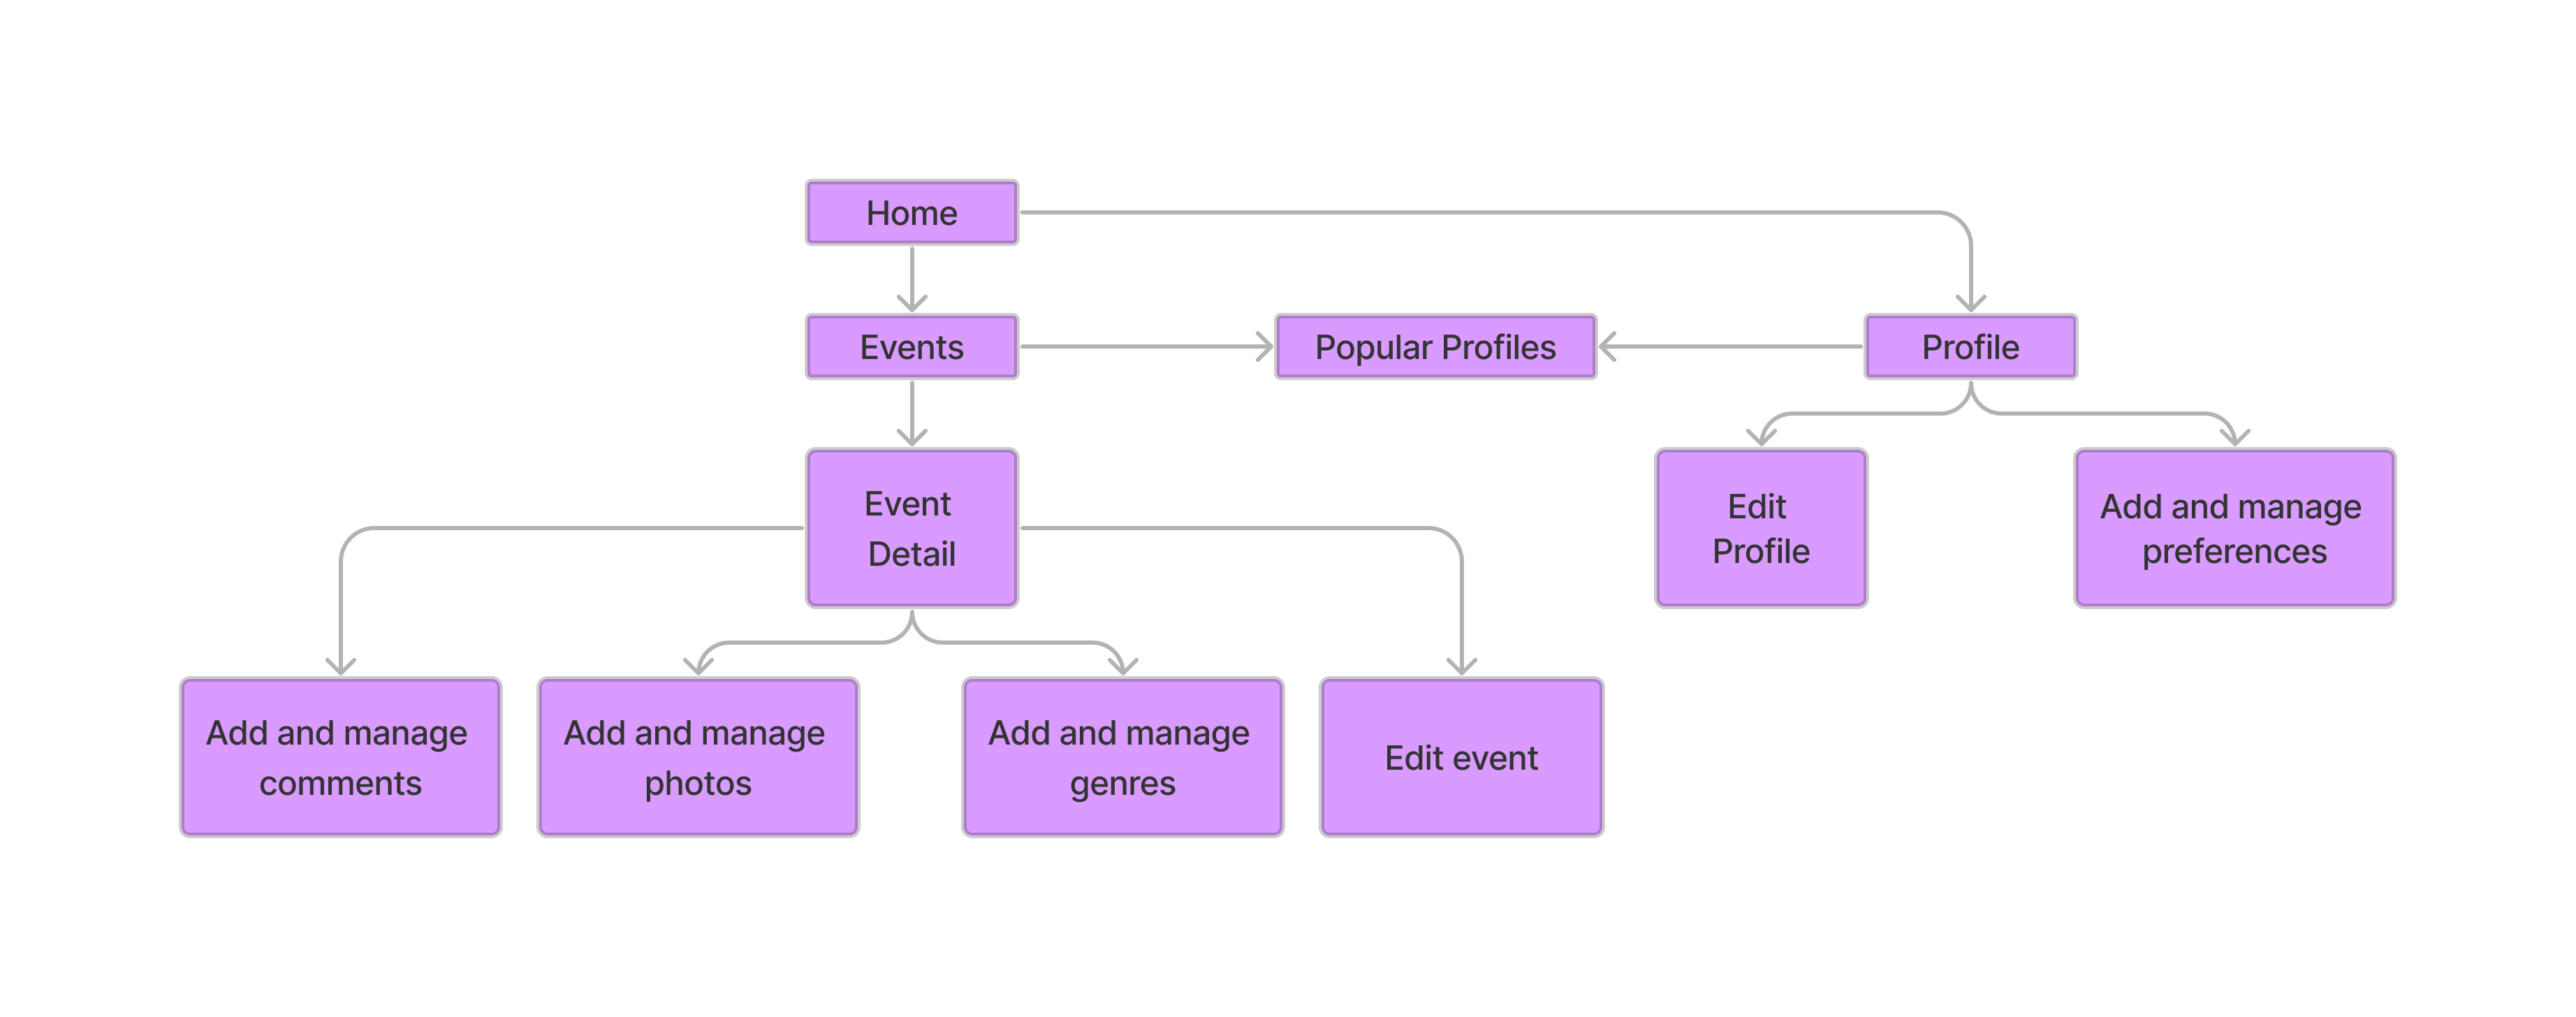 Home
Events
Popular Profiles
Profile
Event
Detail
Edit
Profile
Add and manage
preferences
Add and manage
comments
Add and manage
photos
Add and manage
genres
Edit event